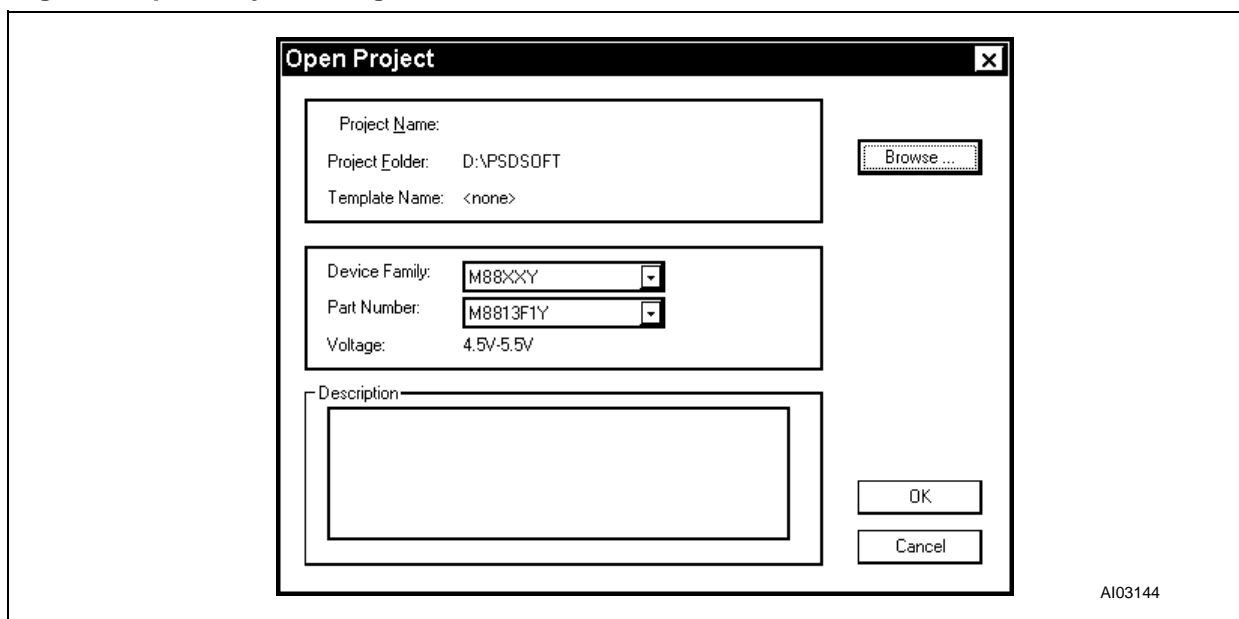 Open Project
Project Name:
Project Folder: D:\PSDSOFT
Template Name: <none>
Browse ...
Device Family: M88XXY
Part Number: M8813F1Y
Voltage: 4.5V-5.5V
Description
OK
Cancel
AI03144